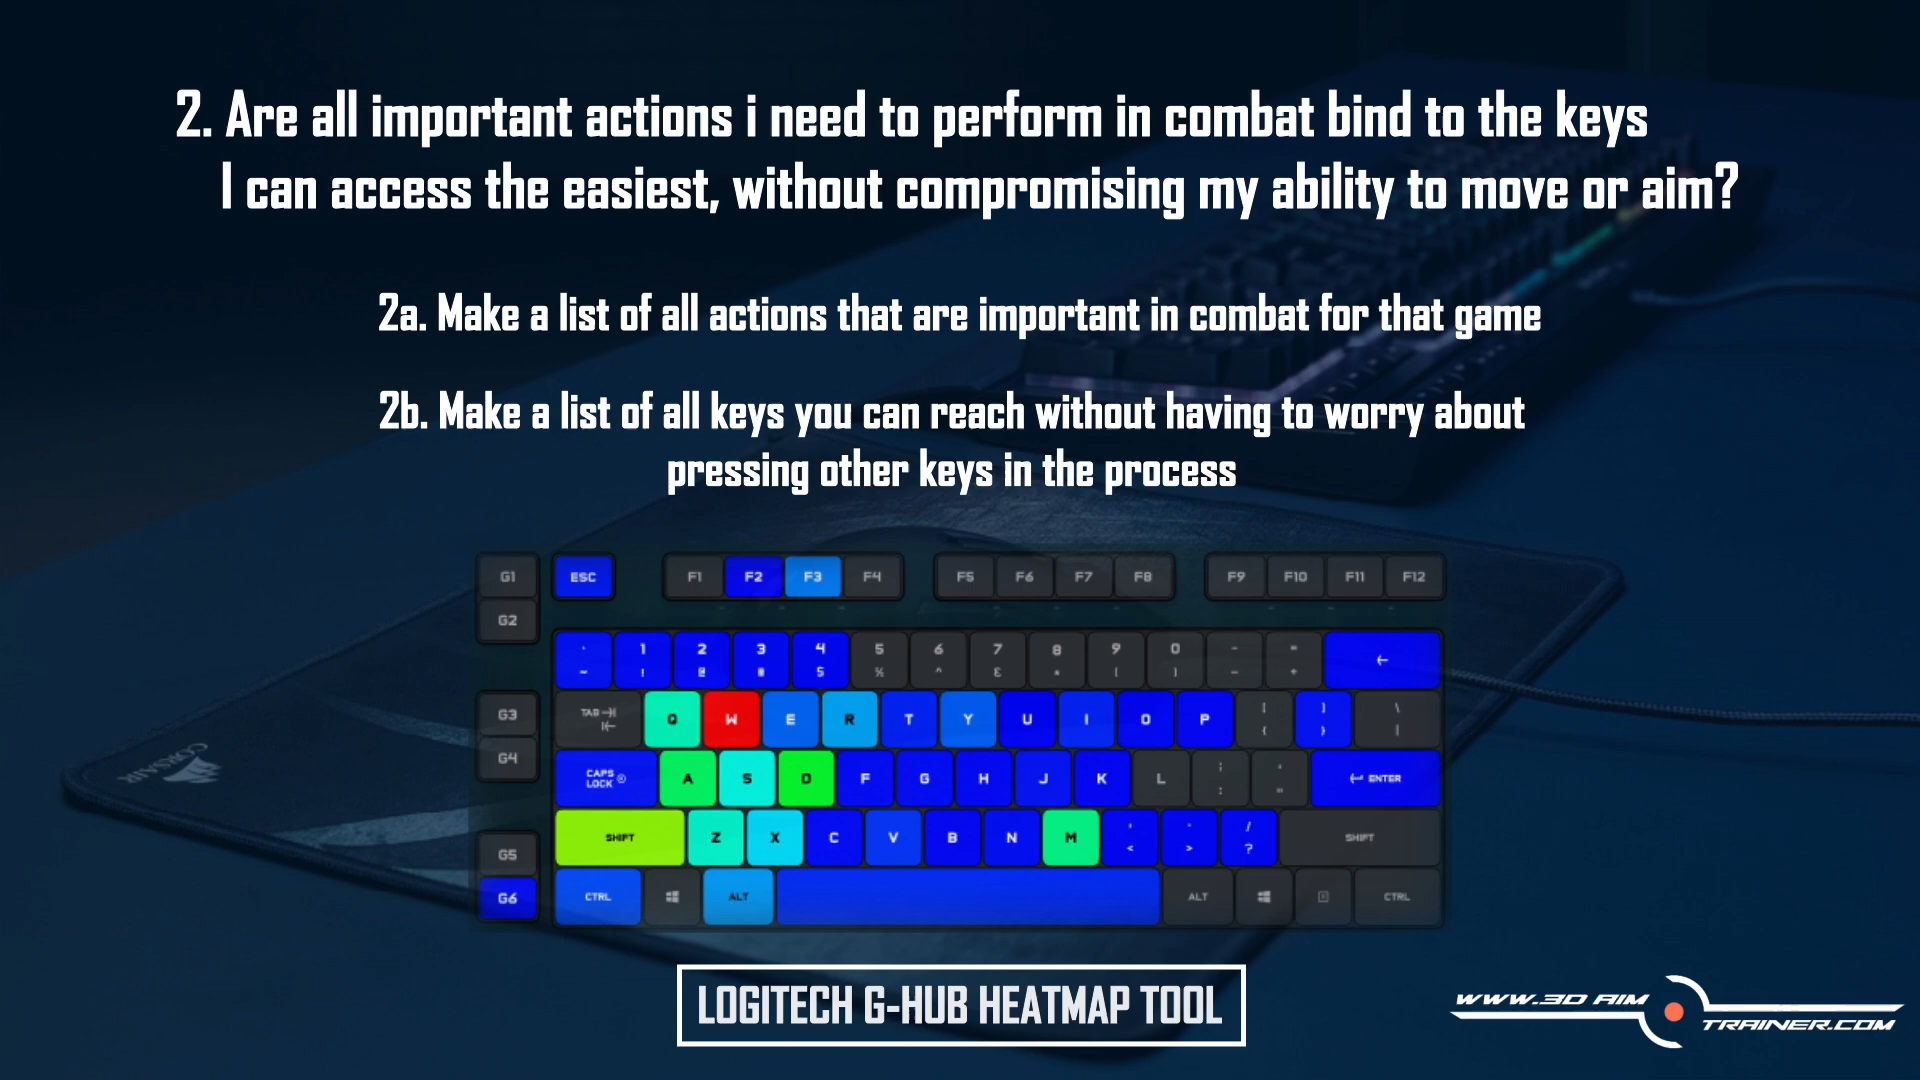 2. Are all important actions i need to perform in combat bind to the keys
I can access the easiest, without compromising my ability to move or aim?
2a. Make a list of all actions that are important in combat for that game
2b. Make a list of all keys you can reach without having to worry about
pressing other keys in the process
G1 ESC F1 F2 F3 F4 F5 F6 F7 F8 F9 F10 F11 F12
G2
1 2 3 4 5 6 7 8 9 0 - ←
~ ! @ # ^ £
G3 TAB Q W E R T Y U I O P [ ] \
{ } |
G4 CAPS LOCK A S D F G H J K L ; ENTER
G5 SHIFT Z X C V B N M < > / ? SHIFT
G6 CTRL ALT ALT CTRL
CORSAIR
LOGITECH G-HUB HEATMAP TOOL
WWW.3D AIM
TRAINER.COM